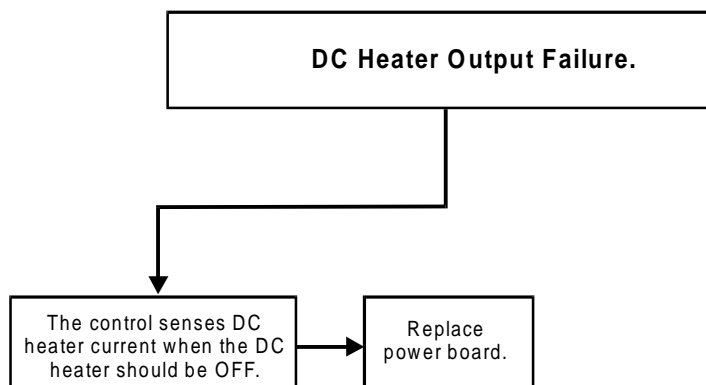 DC Heater Output Failure.
The control senses DC
heater current when the DC
heater should be OFF.
Replace
power board.